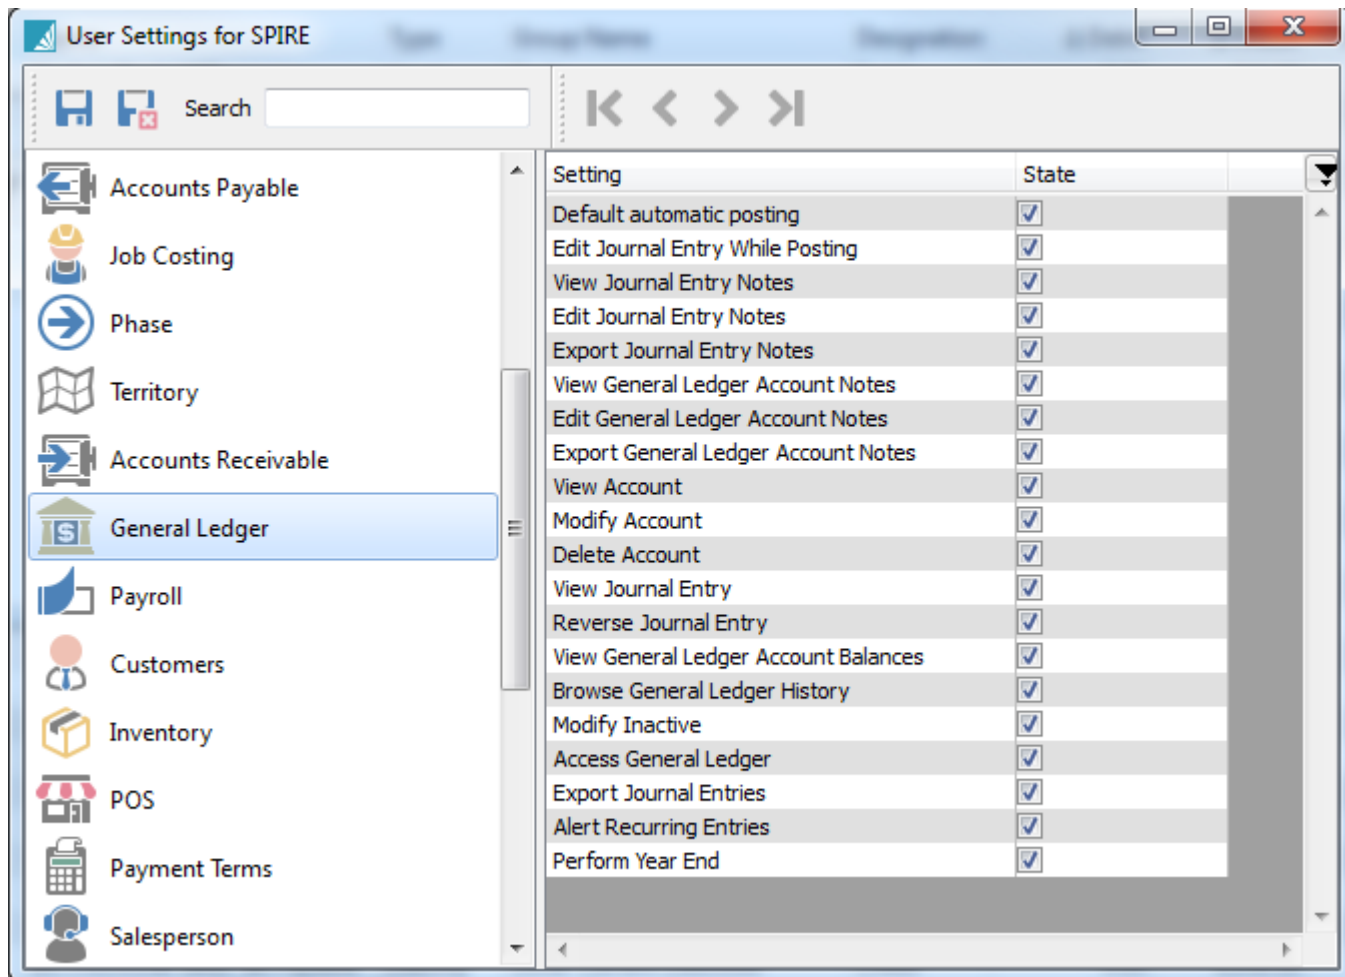 User Settings for SPIRE
Search
Accounts Payable
Job Costing
Phase
Territory
Accounts Receivable
General Ledger
Payroll
Customers
Inventory
POS
Payment Terms
Salesperson
Setting State
Default automatic posting
Edit Journal Entry While Posting
View Journal Entry Notes
Edit Journal Entry Notes
Export Journal Entry Notes
View General Ledger Account Notes
Edit General Ledger Account Notes
Export General Ledger Account Notes
View Account
Modify Account
Delete Account
View Journal Entry
Reverse Journal Entry
View General Ledger Account Balances
Browse General Ledger History
Modify Inactive
Access General Ledger
Export Journal Entries
Alert Recurring Entries
Perform Year End